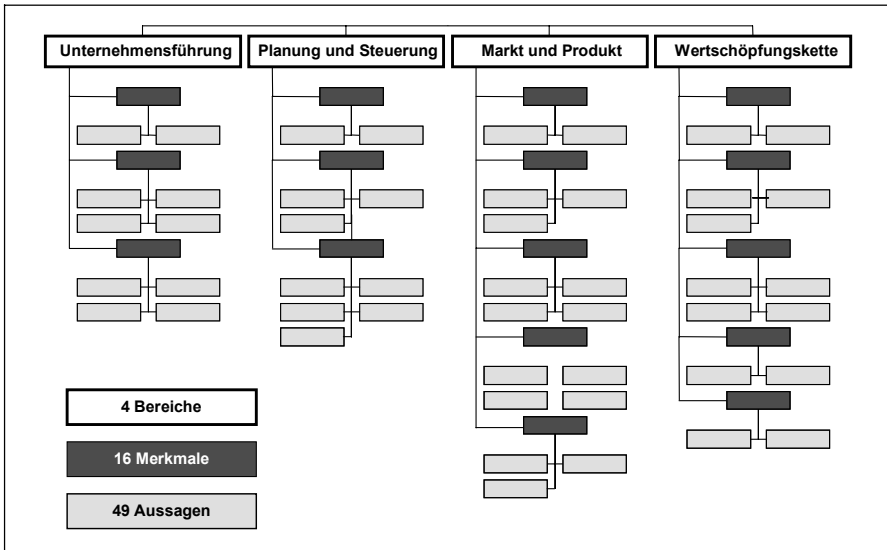 Unternehmensführung
Planung und Steuerung
Markt und Produkt
Wertschöpfungskette
4 Bereiche
16 Merkmale
49 Aussagen